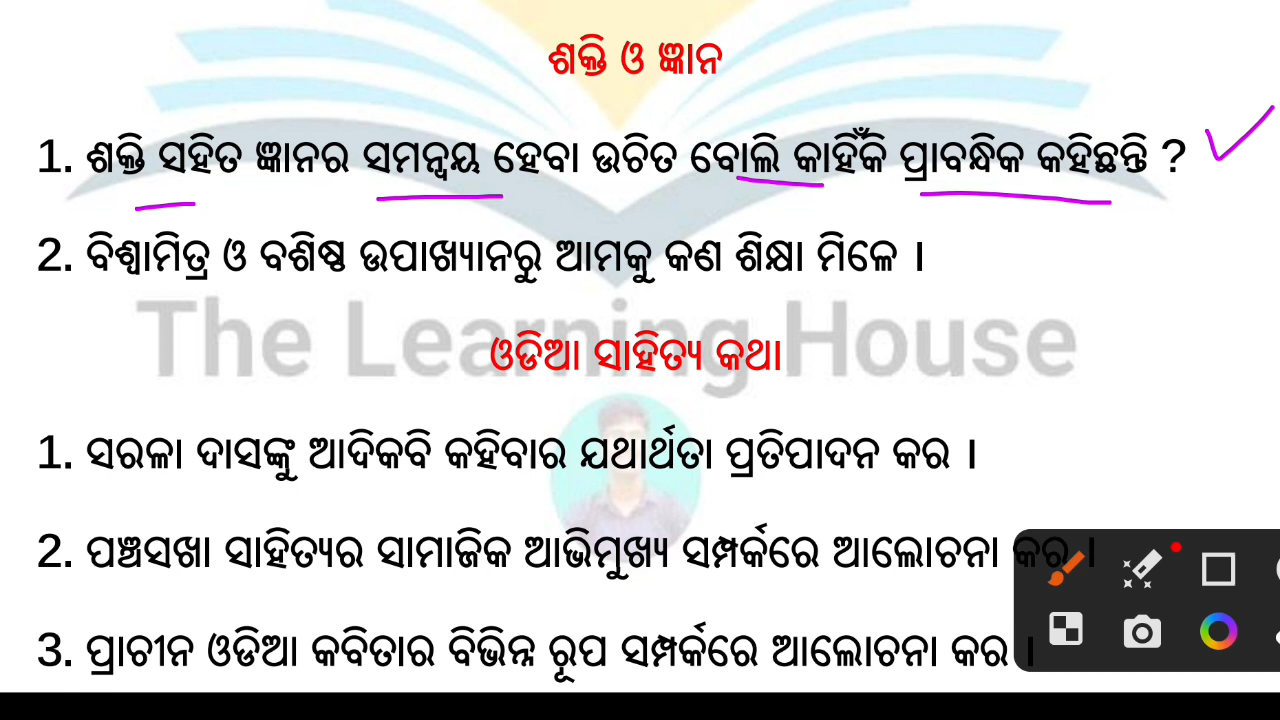 ଶକ୍ତି ଓ ଜ୍ଞାନ
1. ଶକ୍ତି ସହିତ ଜ୍ଞାନର ସମନ୍ୱୟ ହେବା ଉଚିତ ବୋଲି କାହିଁକି ପ୍ରାବନ୍ଧିକ କହିଛନ୍ତି ?
2. ବିଶ୍ୱାମିତ୍ର ଓ ବଶିଷ୍ଠ ଉପାଖ୍ୟାନରୁ ଆମକୁ କଣ ଶିକ୍ଷା ମିଳେ ।
The Learning House
ଓଡିଆ ସାହିତ୍ୟ କଥା
1. ସରଳା ଦାସଙ୍କୁ ଆଦିକବି କହିବାର ଯଥାର୍ଥତା ପ୍ରତିପାଦନ କର ।
2. ପଞ୍ଚସଖା ସାହିତ୍ୟର ସାମାଜିକ ଆଭିମୁଖ୍ୟ ସମ୍ପର୍କରେ ଆଲୋଚନା କର ।
3. ପ୍ରାଚୀନ ଓଡିଆ କବିତାର ବିଭିନ୍ନ ରୂପ ସମ୍ପର୍କରେ ଆଲୋଚନା କର ।